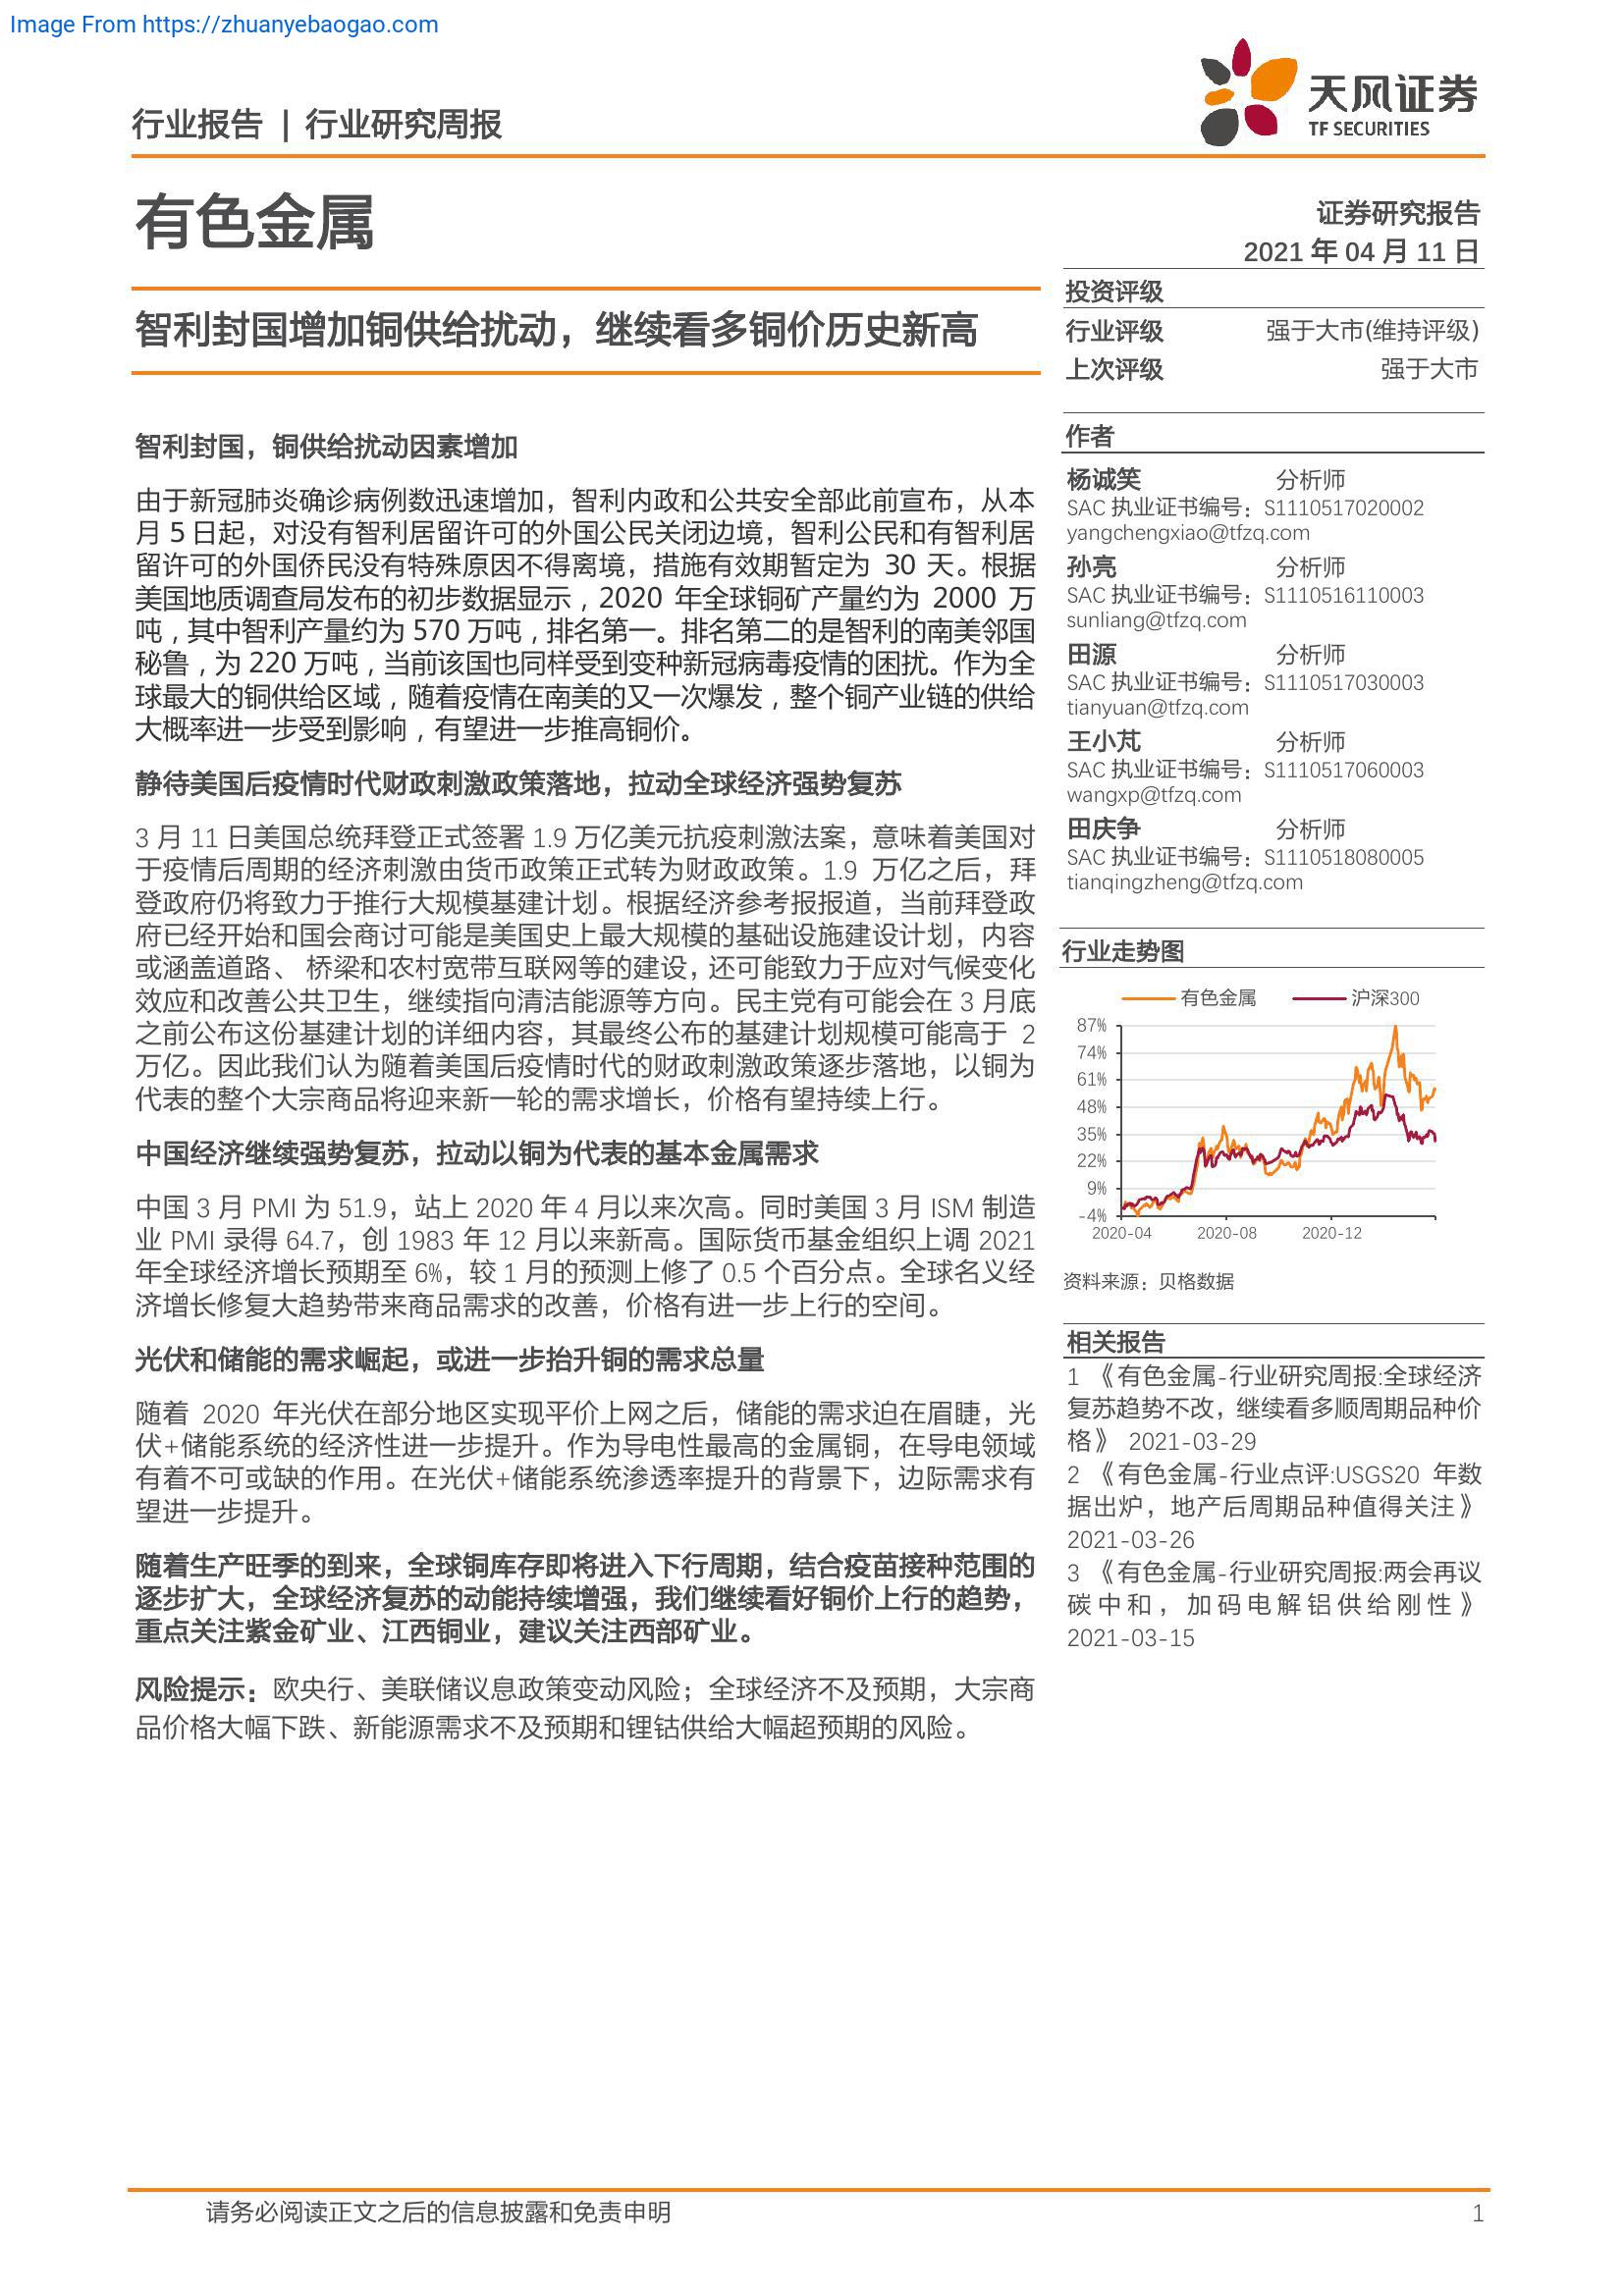 Image From https://zhuanyebaogao.com
行业报告 | 行业研究周报
天风证券
TF SECURITIES
有色金属
证券研究报告
2021 年 04 月 11 日
智利封国增加铜供给扰动，继续看多铜价历史新高
投资评级
行业评级 强于大市(维持评级)
上次评级 强于大市
智利封国，铜供给扰动因素增加
由于新冠肺炎确诊病例数迅速增加，智利内政和公共安全部此前宣布，从本
月 5 日起，对没有智利居留许可的外国公民关闭边境，智利公民和有智利居
留许可的外国侨民没有特殊原因不得离境，措施有效期暂定为 30 天。根据
美国地质调查局发布的初步数据显示，2020 年全球铜矿产量约为 2000 万
吨，其中智利产量约为 570 万吨，排名第一。排名第二的是智利的南美邻国
秘鲁，为 220 万吨，当前该国也同样受到变种新冠病毒疫情的困扰。作为全
球最大的铜供给区域，随着疫情在南美的又一次爆发，整个铜产业链的供给
大概率进一步受到影响，有望进一步推高铜价。
静待美国后疫情时代财政刺激政策落地，拉动全球经济强势复苏
3 月 11 日美国总统拜登正式签署 1.9 万亿美元抗疫刺激法案，意味着美国对
于疫情后周期的经济刺激由货币政策正式转为财政政策。1.9 万亿之后，拜
登政府仍将致力于推行大规模基建计划。根据经济参考报报道，当前拜登政
府已经开始和国会商讨可能是美国史上最大规模的基础设施建设计划，内容
或涵盖道路、 桥梁和农村宽带互联网等的建设，还可能致力于应对气候变化
效应和改善公共卫生，继续指向清洁能源等方向。民主党有可能会在 3 月底
之前公布这份基建计划的详细内容，其最终公布的基建计划规模可能高于 2
万亿。因此我们认为随着美国后疫情时代的财政刺激政策逐步落地，以铜为
代表的整个大宗商品将迎来新一轮的需求增长，价格有望持续上行。
中国经济继续强势复苏，拉动以铜为代表的基本金属需求
中国 3 月 PMI 为 51.9，站上 2020 年 4 月以来次高。同时美国 3 月 ISM 制造
业 PMI 录得 64.7，创 1983 年 12 月以来新高。国际货币基金组织上调 2021
年全球经济增长预期至 6%，较 1 月的预测上修了 0.5 个百分点。全球名义经
济增长修复大趋势带来商品需求的改善，价格有进一步上行的空间。
光伏和储能的需求崛起，或进一步抬升铜的需求总量
随着 2020 年光伏在部分地区实现平价上网之后，储能的需求迫在眉睫，光
伏+储能系统的经济性进一步提升。作为导电性最高的金属铜，在导电领域
有着不可或缺的作用。在光伏+储能系统渗透率提升的背景下，边际需求有
望进一步提升。
随着生产旺季的到来，全球铜库存即将进入下行周期，结合疫苗接种范围的
逐步扩大，全球经济复苏的动能持续增强，我们继续看好铜价上行的趋势，
重点关注紫金矿业、江西铜业，建议关注西部矿业。
风险提示：欧央行、美联储议息政策变动风险；全球经济不及预期，大宗商
品价格大幅下跌、新能源需求不及预期和锂钴供给大幅超预期的风险。
作者
杨诚笑 分析师
SAC 执业证书编号：S1110517020002
yangchengxiao@tfzq.com
孙亮 分析师
SAC 执业证书编号：S1110516110003
sunliang@tfzq.com
田源 分析师
SAC 执业证书编号：S1110517030003
tianyuan@tfzq.com
王小芃 分析师
SAC 执业证书编号：S1110517060003
wangxp@tfzq.com
田庆争 分析师
SAC 执业证书编号：S1110518080005
tianqingzheng@tfzq.com
行业走势图
有色金属 沪深300
87%
74%
61%
48%
35%
22%
9%
-4%
2020-04 2020-08 2020-12
资料来源：贝格数据
相关报告
1 《有色金属-行业研究周报:全球经济
复苏趋势不改，继续看多顺周期品种价
格》 2021-03-29
2 《有色金属-行业点评:USGS20 年数
据出炉，地产后周期品种值得关注》
2021-03-26
3 《有色金属-行业研究周报:两会再议
碳中和，加码电解铝供给刚性》
2021-03-15
请务必阅读正文之后的信息披露和免责申明 1